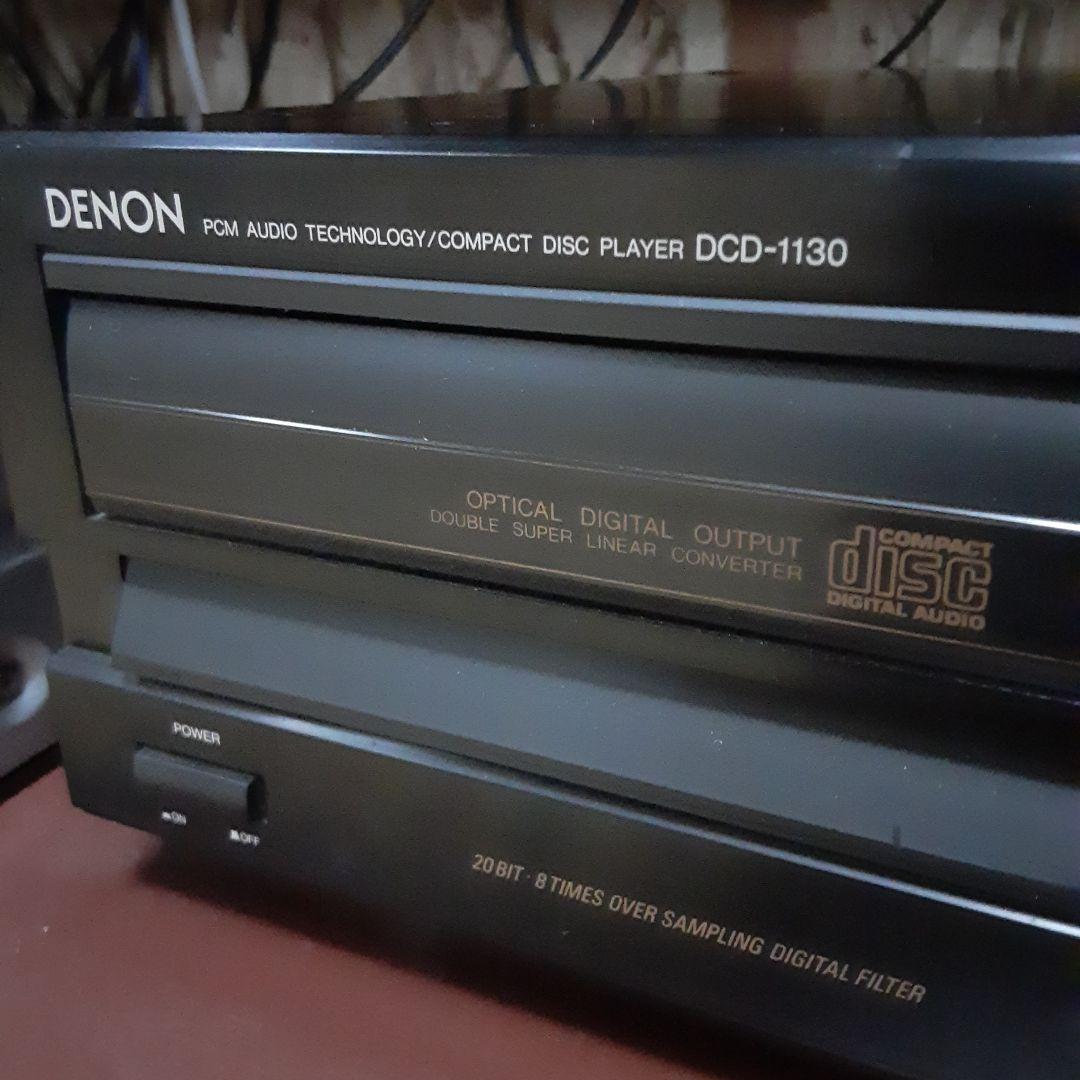 DENON PCM AUDIO TECHNOLOGY/COMPACT DISC PLAYER DCD-1130
OPTICAL DIGITAL OUTPUT
DOUBLE SUPER LINEAR CONVERTER
COMPACT
disc
DIGITAL AUDIO
POWER
ON
OFF
20 BIT · 8 TIMES OVER SAMPLING DIGITAL FILTER